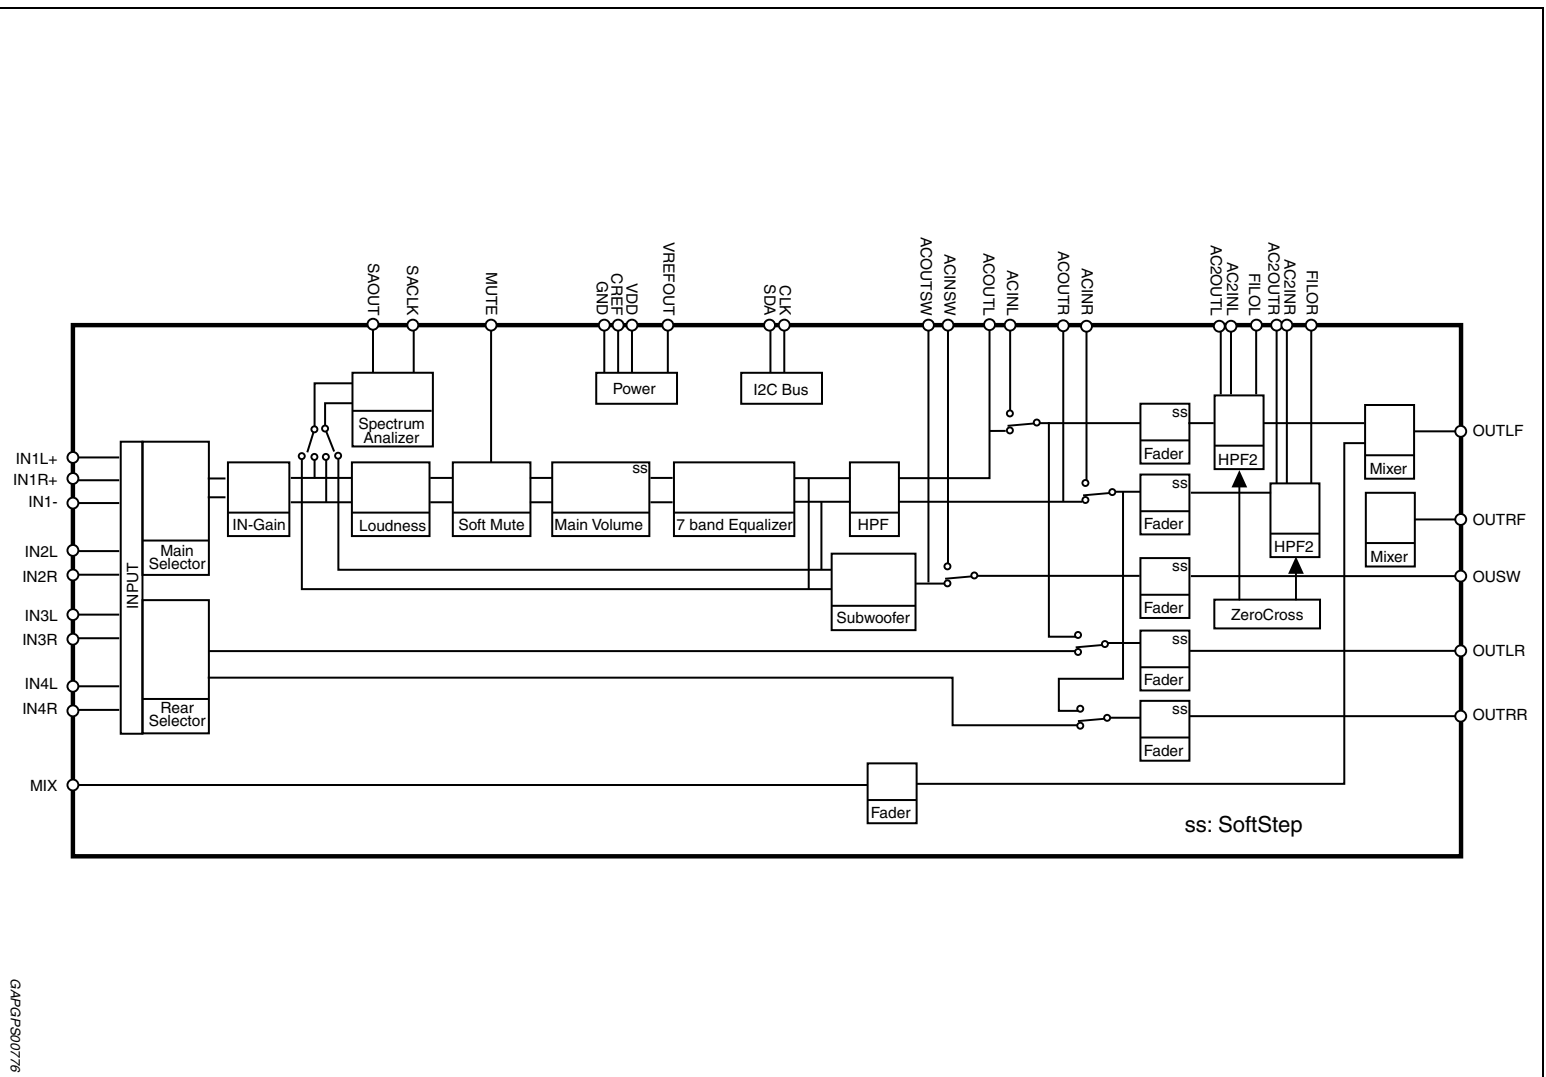 SAOUT
SACLK
MUTE
GND
CREF
VDD
VREFOUT
SDA
CLK
ACOUTSW
ACINSW
ACOUTL
ACINL
ACOUTR
ACINR
AC2OUTL
AC2INL
FILOL
AC2OUTR
AC2INR
FILOR
Power
I2C Bus
Spectrum
Analizer
IN1L+
IN1R+
IN1-
IN2L
IN2R
IN3L
IN3R
IN4L
IN4R
MIX
INPUT
Main
Selector
Rear
Selector
IN-Gain
Loudness
Soft Mute
ss
Main Volume
7 band Equalizer
HPF
Subwoofer
ss
Fader
ss
Fader
ss
Fader
ss
Fader
ss
Fader
Fader
HPF2
HPF2
ZeroCross
Mixer
Mixer
OUTLF
OUTRF
OUSW
OUTLR
OUTRR
ss: SoftStep
GAPGPS00776